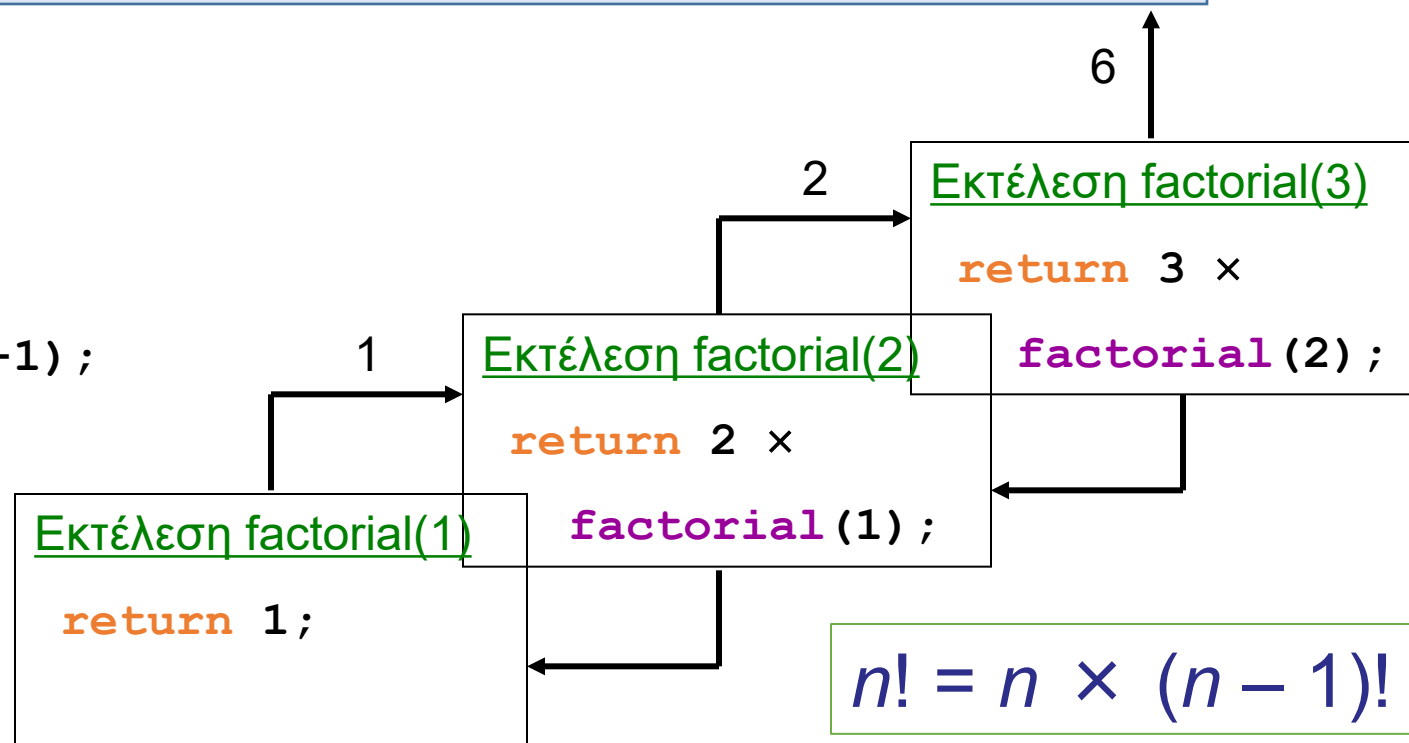 6
2
Εκτέλεση factorial(3)
return 3 ×
factorial(2);
-1);
1
Εκτέλεση factorial(2)
return 2 ×
factorial(1);
Εκτέλεση factorial(1)
return 1;
n! = n × (n – 1)!